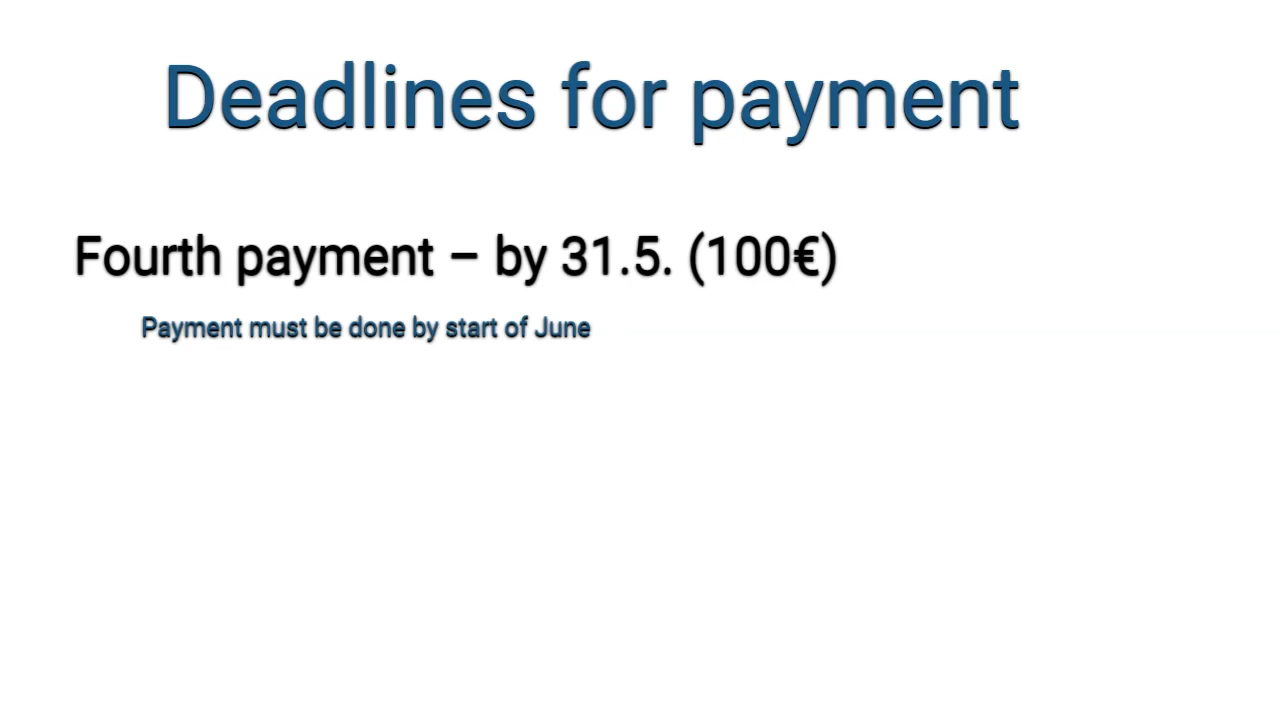 Deadlines for payment
Fourth payment – by 31.5. (100€)
Payment must be done by start of June